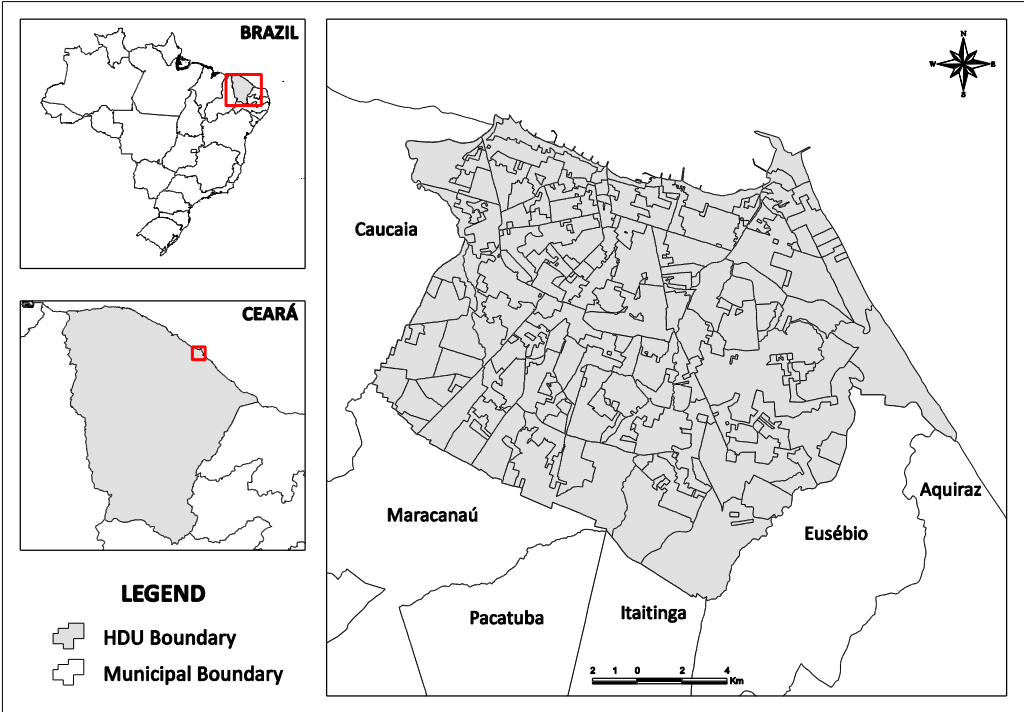 BRAZIL
CEARÁ
LEGEND
HDU Boundary
Municipal Boundary
N
W E
S
Caucaia
Maracanaú
Pacatuba
Itaitinga
Eusébio
Aquiraz
2 1 0 2 4
Km